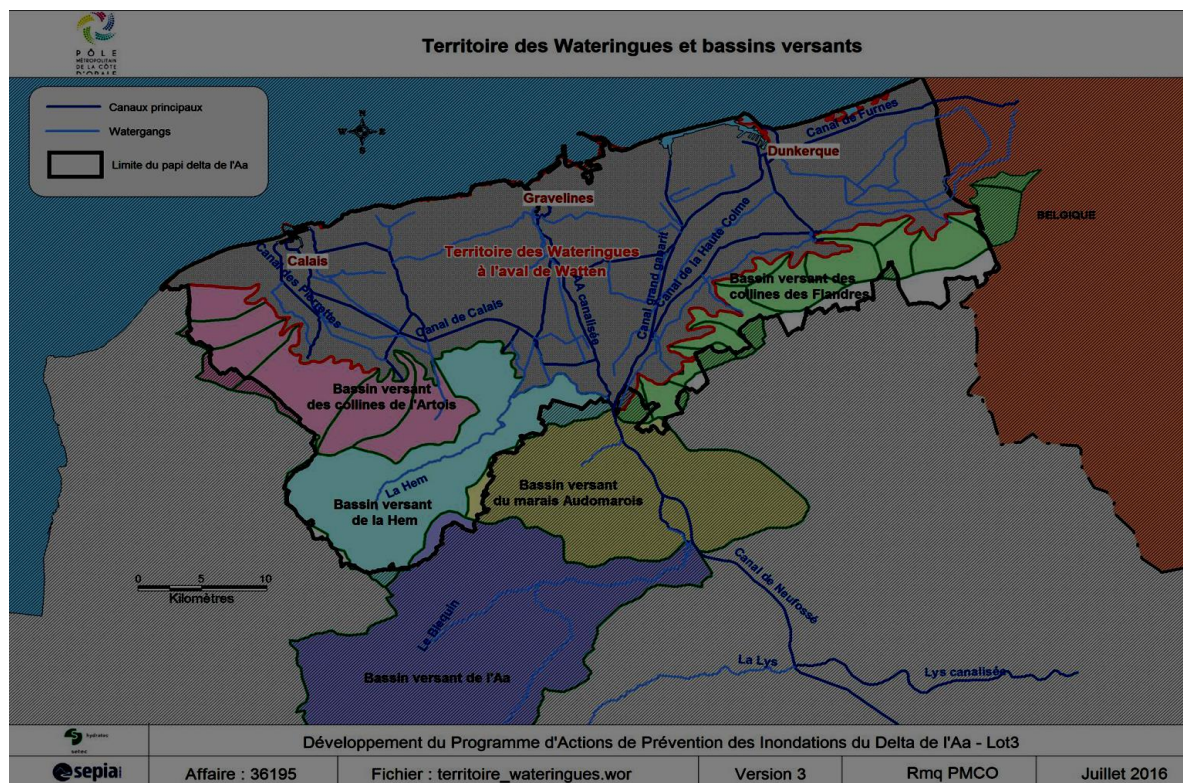 PÔLE
MÉTROPOLITAIN
DE LA CÔTE
D'OPALE
Territoire des Wateringues et bassins versants
Canaux principaux
Watergangs
Limite du papi delta de l'Aa
N
W E
S
Canal de Furnes
Dunkerque
Gravelines
BELGIQUE
Calais
Canal des Pierrettes
Territoire des Wateringues
à l'aval de Watten
AA canalisée
Canal grand gabarit
Canal de la Haute Colme
Bassin versant des
collines des Flandres
Canal de Calais
Bassin versant
des collines de l'Artois
La Hem
Bassin versant
de la Hem
Bassin versant
du marais Audomarois
0 5 10
Kilomètres
Canal de Neufossé
Le Bléquin
La Lys
Lys canalisée
Bassin versant de l'Aa
hydratec
setec
Développement du Programme d'Actions de Prévention des Inondations du Delta de l'Aa - Lot3
sepia
Affaire : 36195
Fichier : territoire_wateringues.wor
Version 3
Rmq PMCO
Juillet 2016